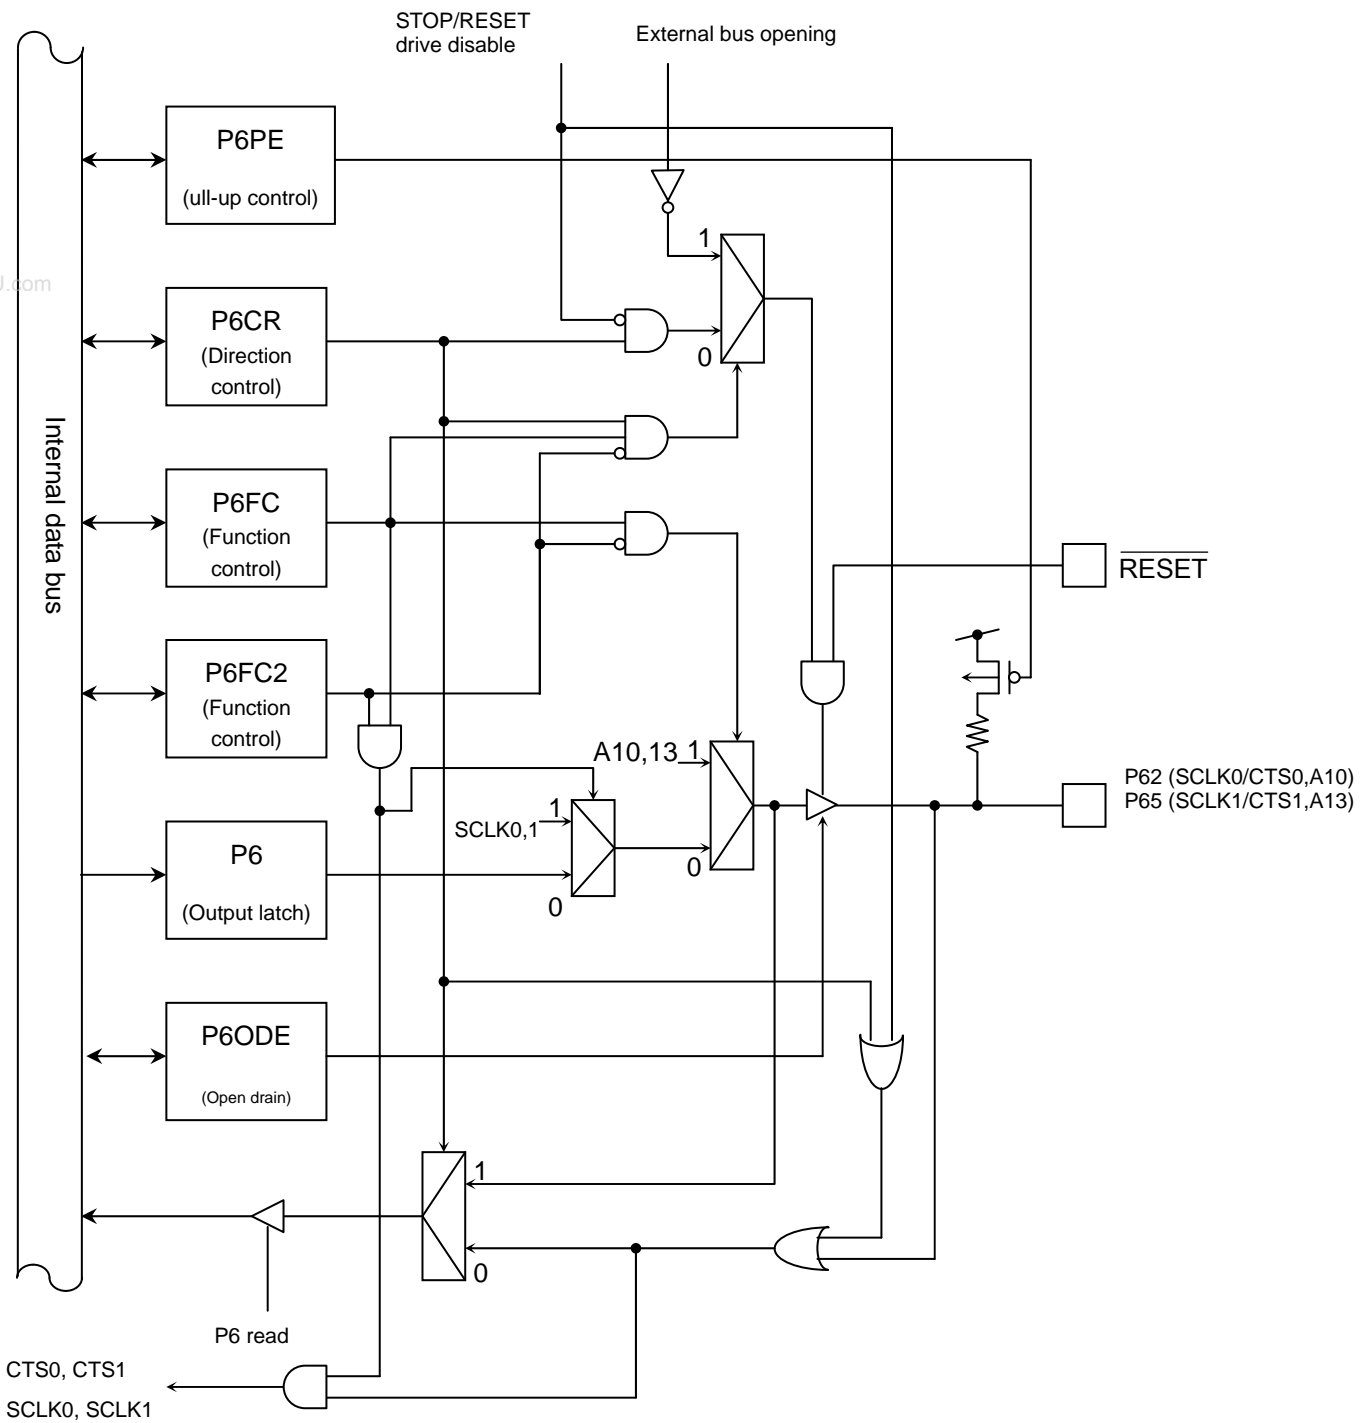 STOP/RESET
drive disable
External bus opening
P6PE
(ull-up control)
J.com
P6CR
(Direction
control)
1
0
Internal data bus
P6FC
(Function
control)
RESET
P6FC2
(Function
control)
A10,13
1
P62 (SCLK0/CTS0,A10)
P65 (SCLK1/CTS1,A13)
1
SCLK0,1
0
P6
(Output latch)
0
P6ODE
(Open drain)
1
0
P6 read
CTS0, CTS1
SCLK0, SCLK1